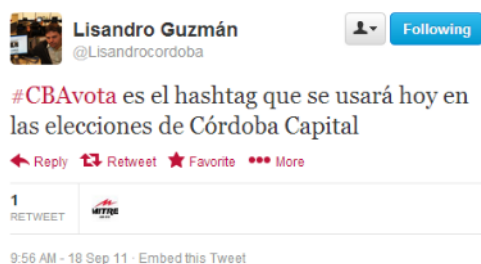 Lisandro Guzmán
Following
@Lisandrocordoba
#CBAvota es el hashtag que se usará hoy en
las elecciones de Córdoba Capital
Reply Retweet Favorite More
1
RETWEET
MITRE
9:56 AM - 18 Sep 11 · Embed this Tweet